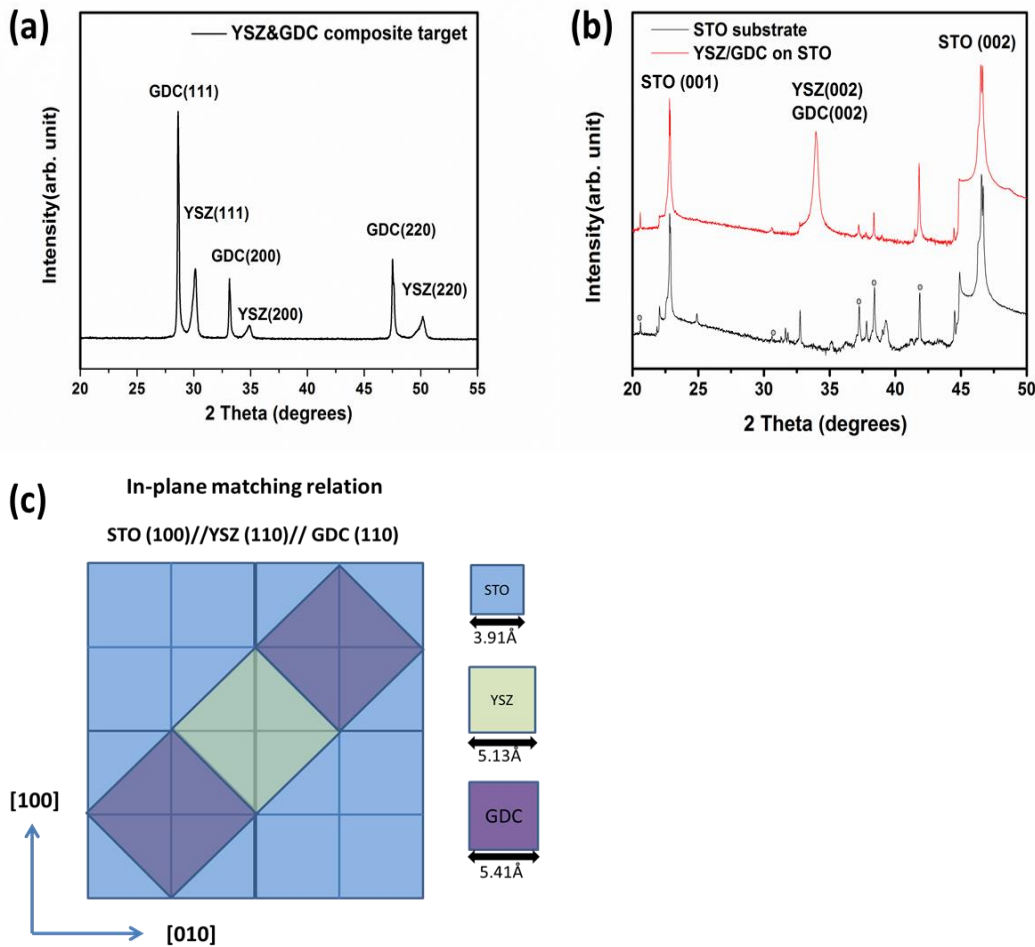 (a)
YSZ&GDC composite target
GDC(111)
YSZ(111)
GDC(200)
YSZ(200)
GDC(220)
YSZ(220)
Intensity(arb. unit)
20 25 30 35 40 45 50 55
2 Theta (degrees)
(b)
STO substrate
YSZ/GDC on STO
STO (001)
YSZ(002)
GDC(002)
STO (002)
Intensity(arb. unit)
20 25 30 35 40 45 50
2 Theta (degrees)
(c)
In-plane matching relation
STO (100)//YSZ (110)// GDC (110)
STO
3.91Å
YSZ
5.13Å
GDC
5.41Å
[100]
[010]